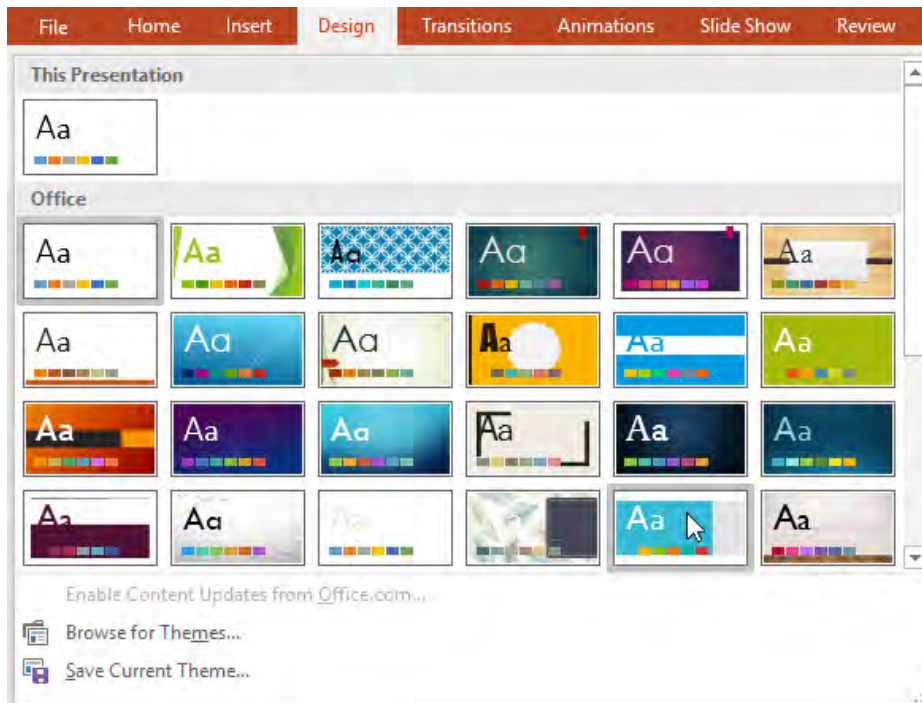 File Home Insert Design Transitions Animations Slide Show Review
This Presentation
Aa
Office
Aa Aa Aa Aa Aa Aa
Aa Aa Aa Aa Aa Aa
Aa Aa Aa Aa Aa Aa
Aa Aa Aa Aa Aa
Enable Content Updates from Office.com...
Browse for Themes...
Save Current Theme...